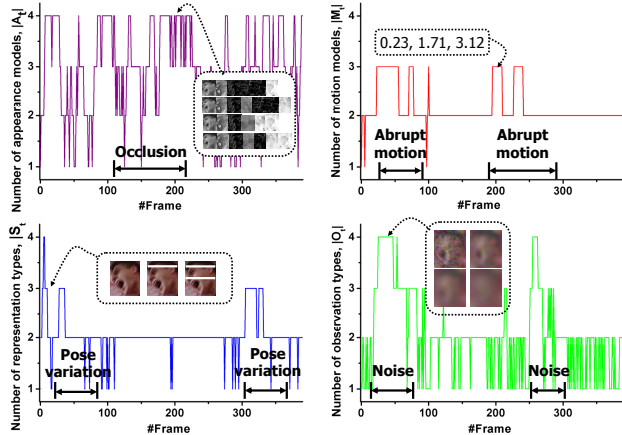 Number of appearance models, |A_t|
4
3
2
1
Occlusion
0
100
200
300
#Frame
Number of motion models, |M_t|
4
3
2
1
0.23, 1.71, 3.12
Abrupt
motion
Abrupt
motion
0
100
200
300
#Frame
Number of representation types, |S_t|
4
3
2
1
Pose
variation
Pose
variation
0
100
200
300
#Frame
Number of observation types, |O_t|
4
3
2
1
Noise
Noise
0
100
200
300
#Frame